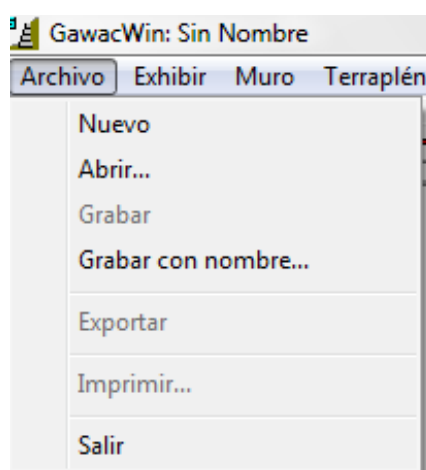 GawacWin: Sin Nombre
Archivo Exhibir Muro Terraplén
Nuevo
Abrir...
Grabar
Grabar con nombre...
Exportar
Imprimir...
Salir